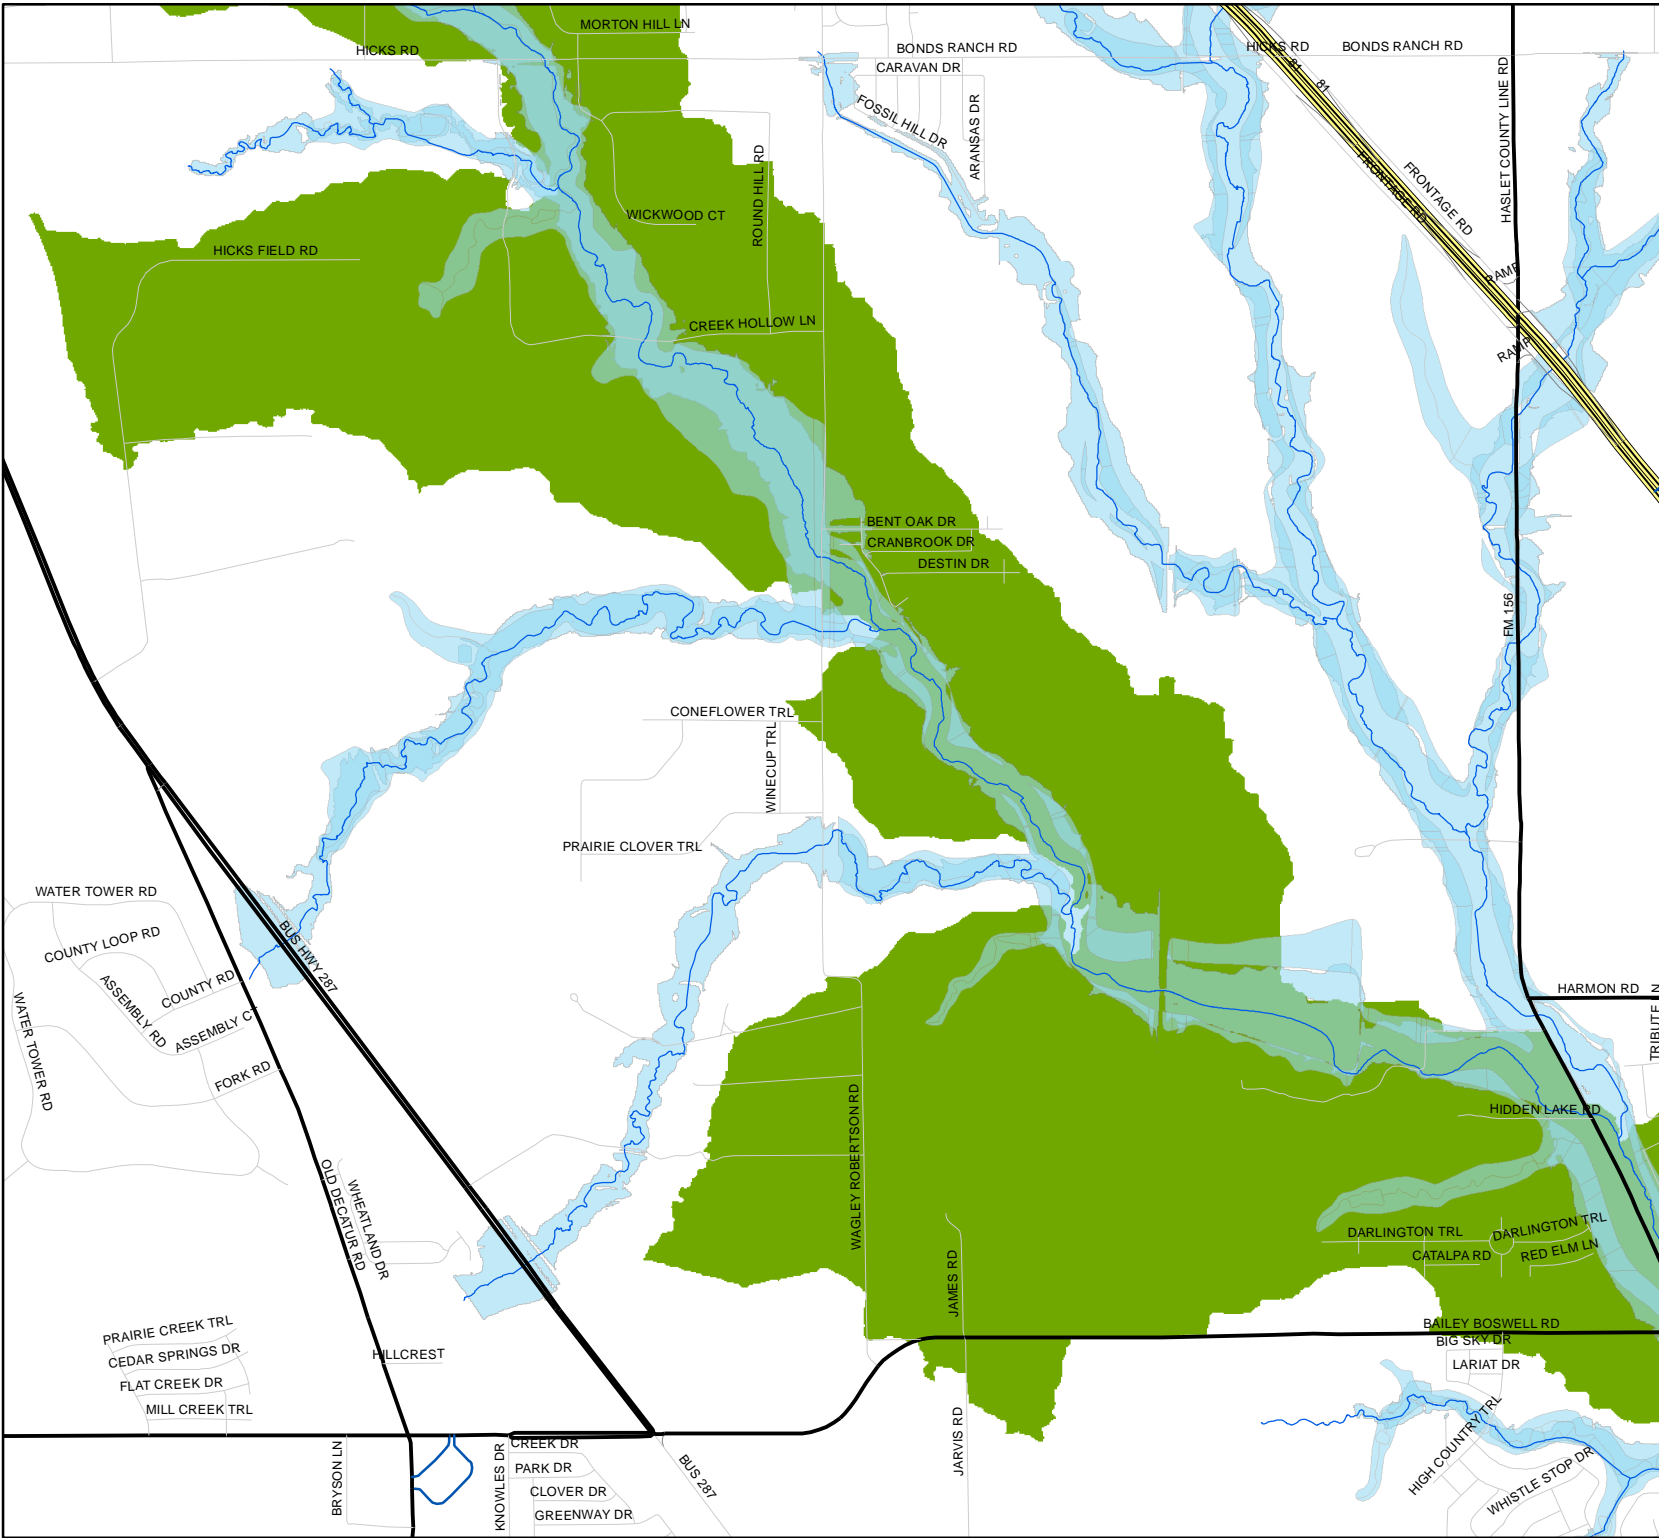 MORTON HILL LN
HICKS RD
BONDS RANCH RD
HICKS RD
BONDS RANCH RD
CARAVAN DR
81
81
HASLET COUNTY LINE RD
FOSSIL HILL DR
ARANSAS DR
ROUND HILL RD
FRONTAGE RD
FRONTAGE RD
WICKWOOD CT
HICKS FIELD RD
RAMP
CREEK HOLLOW LN
RAMP
BENT OAK DR
CRANBROOK DR
DESTIN DR
FM 156
CONEFLOWER TRL
WINECUP TRL
PRAIRIE CLOVER TRL
WATER TOWER RD
COUNTY LOOP RD
BUS HWY 287
COUNTY RD
ASSEMBLY RD
ASSEMBLY CT
HARMON RD
TRIBUTE N
WATER TOWER RD
FORK RD
WAGLEY ROBERTSON RD
HIDDEN LAKE RD
OLD DECATUR RD
WHEATLAND DR
DARLINGTON TRL
DARLINGTON TRL
CATALPA RD
RED ELM LN
JAMES RD
PRAIRIE CREEK TRL
BAILEY BOSWELL RD
BIG SKY DR
CEDAR SPRINGS DR
HILLCREST
LARIAT DR
FLAT CREEK DR
MILL CREEK TRL
HIGH COUNTRY TRL
JARVIS RD
BRYSON LN
KNOWLES DR
CREEK DR
PARK DR
BUS 287
CLOVER DR
WHISTLE STOP DR
GREENWAY DR